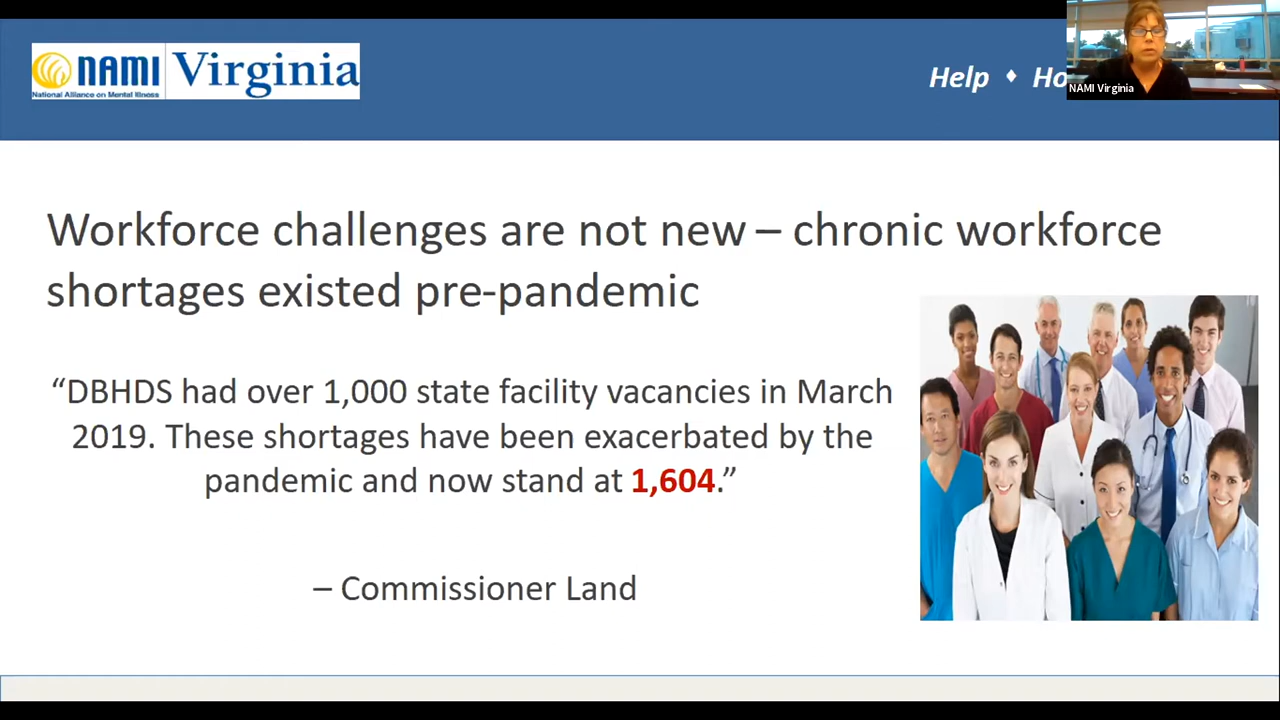 NAMI Virginia
National Alliance on Mental Illness
Help ♦
NAMI Virginia
Workforce challenges are not new – chronic workforce
shortages existed pre-pandemic
“DBHDS had over 1,000 state facility vacancies in March
2019. These shortages have been exacerbated by the
pandemic and now stand at 1,604.”
– Commissioner Land